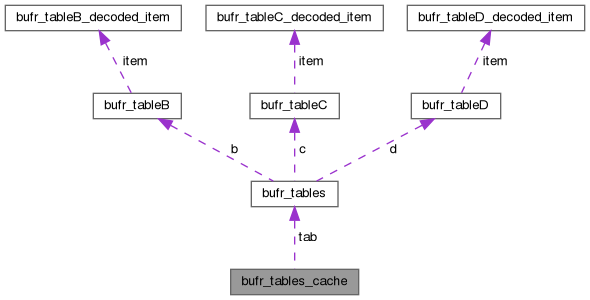 bufr_tableB_decoded_item
bufr_tableC_decoded_item
bufr_tableD_decoded_item
item
item
item
bufr_tableB
bufr_tableC
bufr_tableD
b
c
d
bufr_tables
tab
bufr_tables_cache